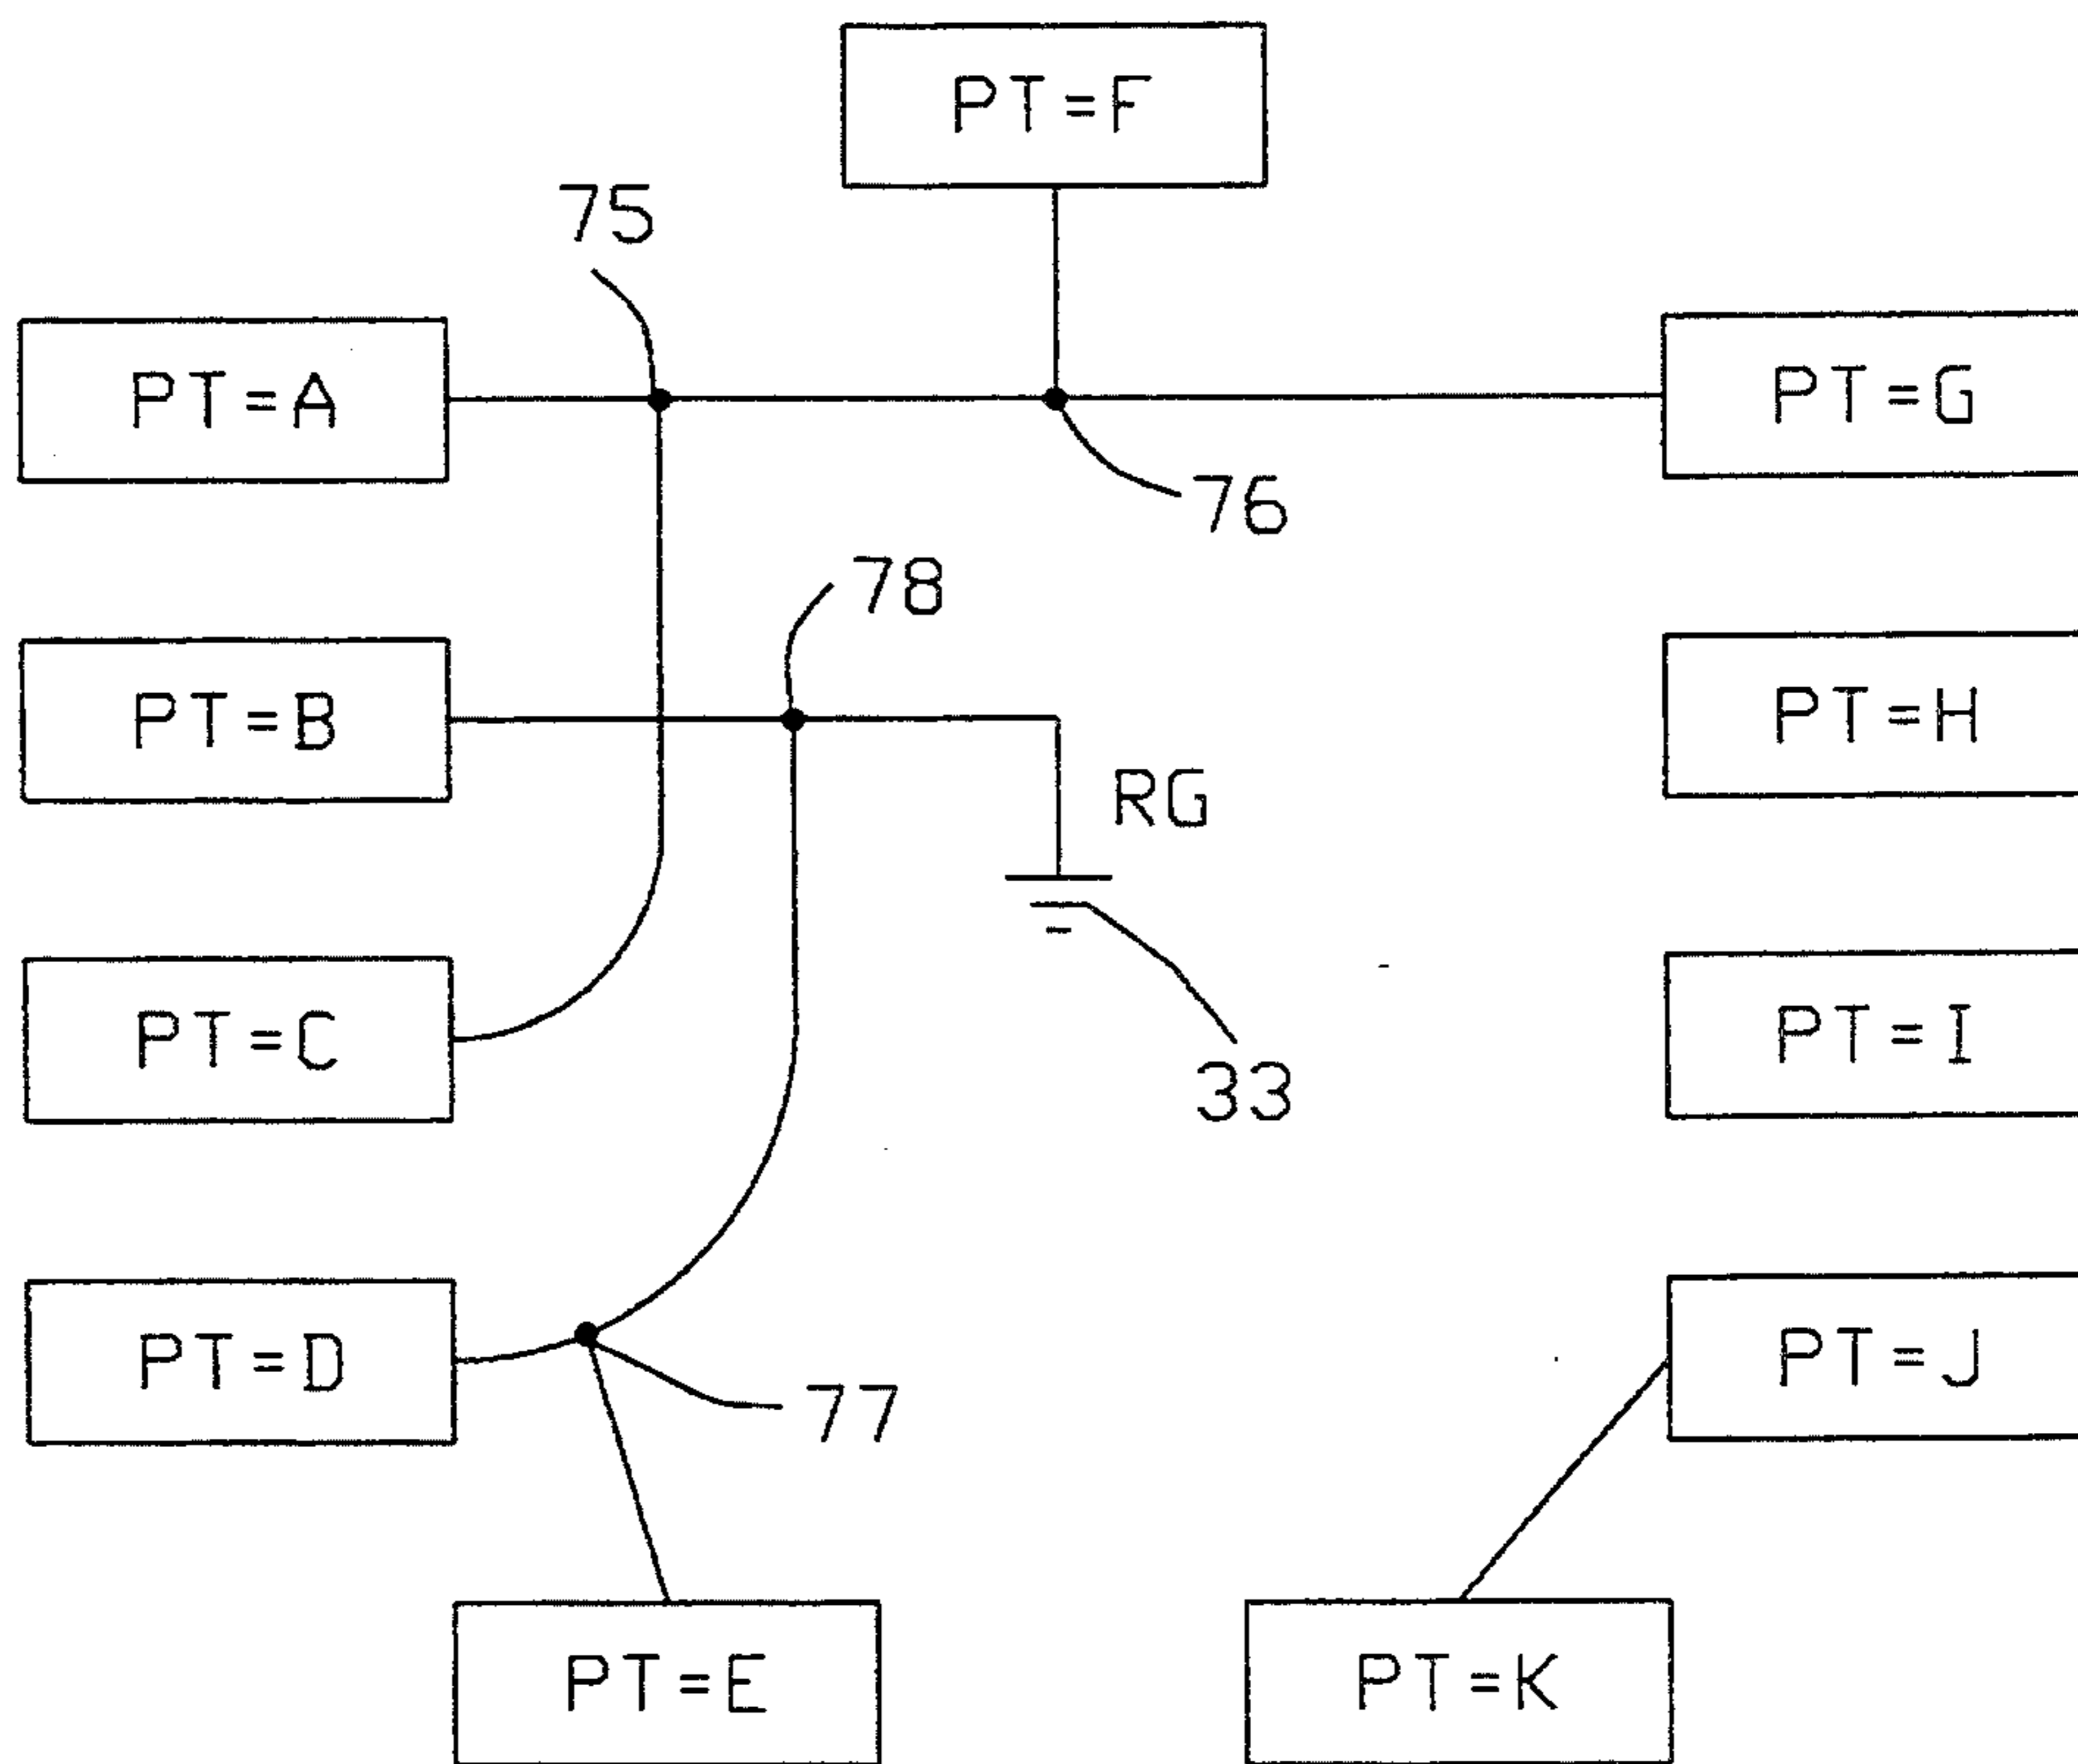 PT=F
75
PT=A
PT=G
76
78
PT=B
PT=H
RG
PT=C
PT=I
33
PT=D
PT=J
77
PT=E
PT=K